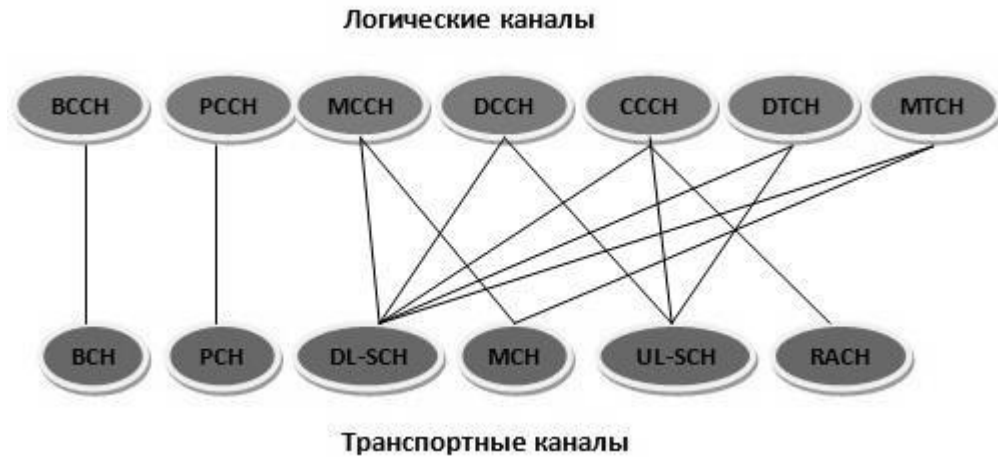 Логические каналы
BCCH PCCH MCCH DCCH CCCH DTCH MTCH
BCH PCH DL-SCH MCH UL-SCH RACH
Транспортные каналы